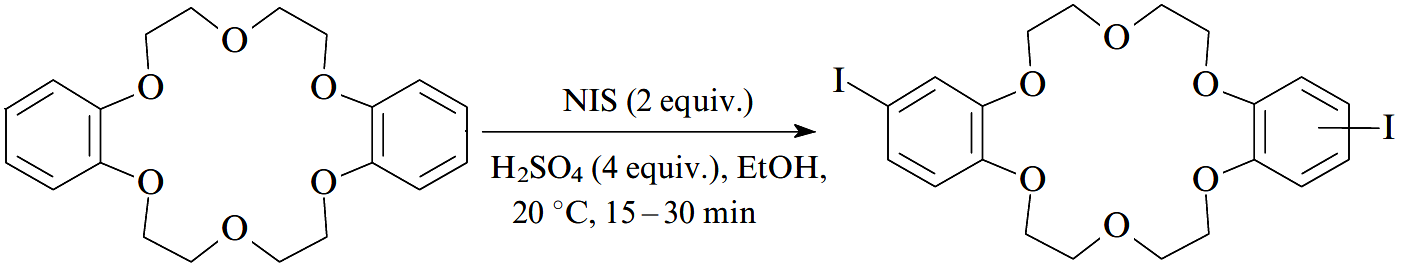 O
O
O
O
O
O
NIS (2 equiv.)
H₂SO₄ (4 equiv.), EtOH,
20 °C, 15 – 30 min
I
O
O
O
I
O
O
O